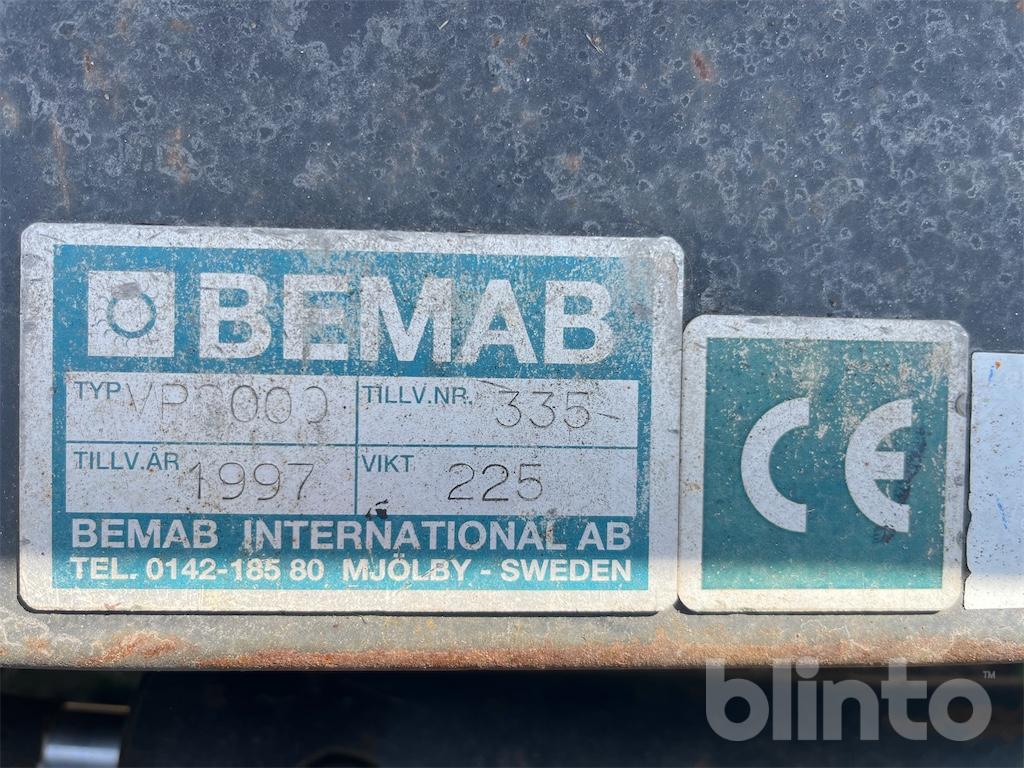 BEMAB
TYP TILLV.NR. 335-
TILLV.ÅR 1997 VIKT 225
BEMAB INTERNATIONAL AB
TEL. 0142-185 80 MJÖLBY - SWEDEN
CE
blinto™